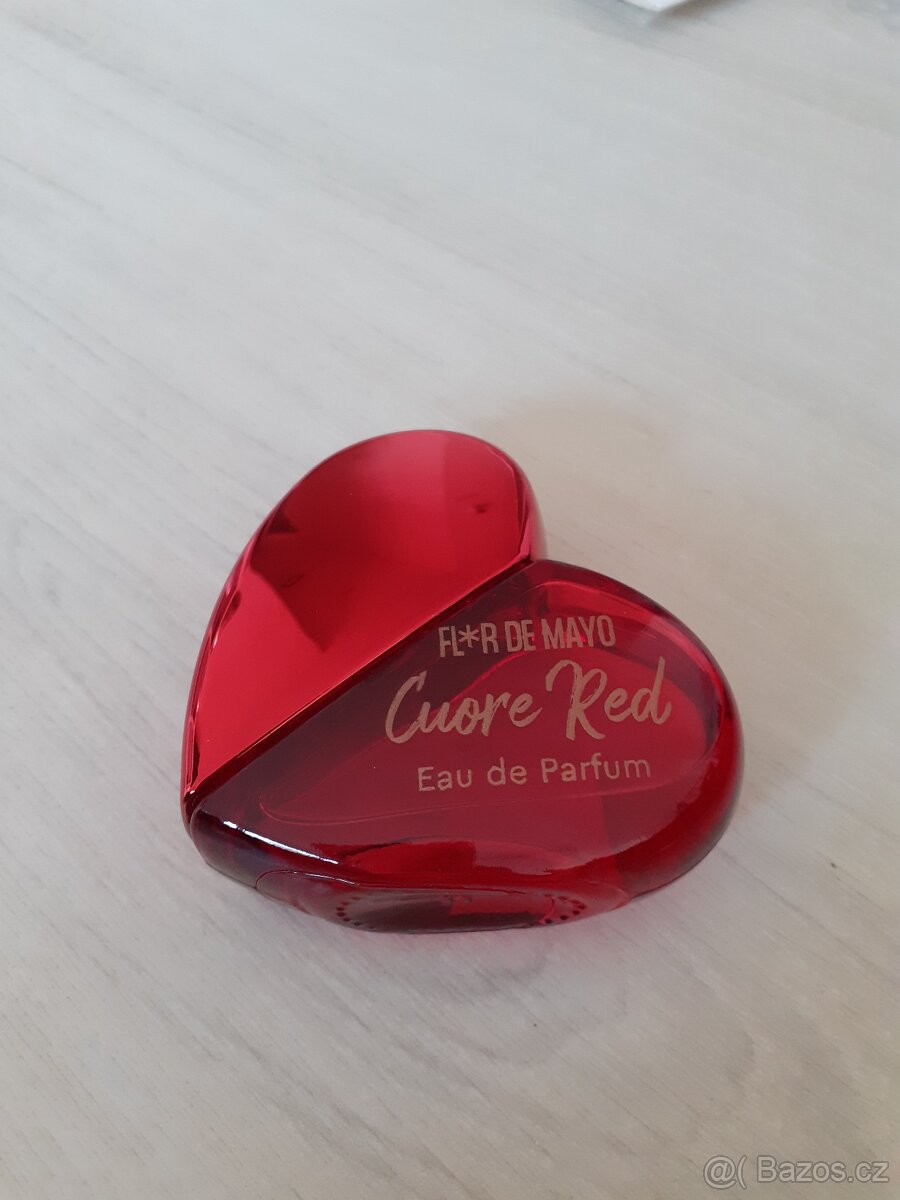 FL*R DE MAYO
Cuore Red
Eau de Parfum
@( Bazos.cz